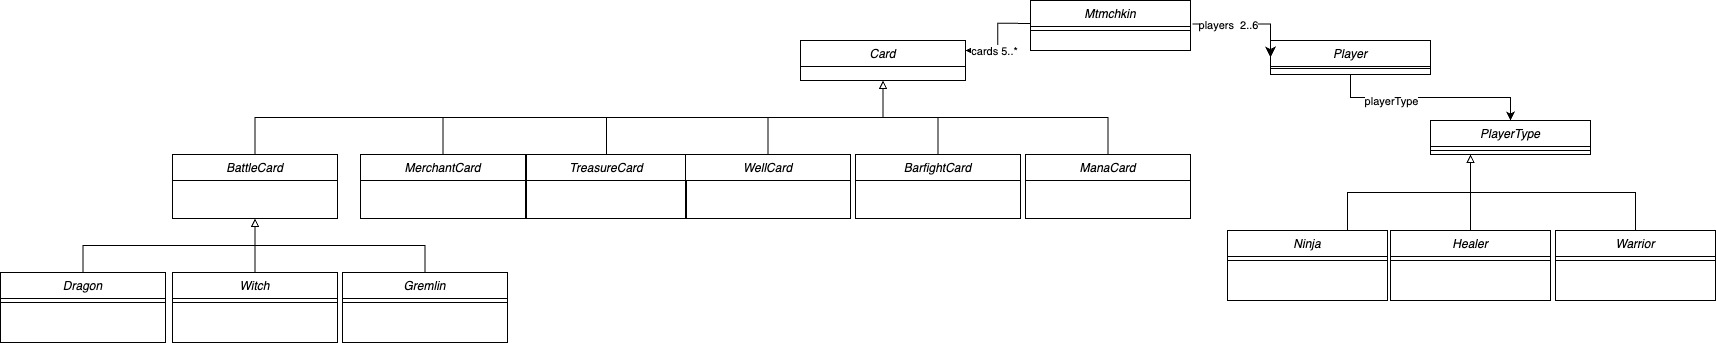 Mtmchkin
players 2..6
cards 5..*
Card
Player
playerType
PlayerType
BattleCard
MerchantCard
TreasureCard
WellCard
BarfightCard
ManaCard
Ninja
Healer
Warrior
Dragon
Witch
Gremlin